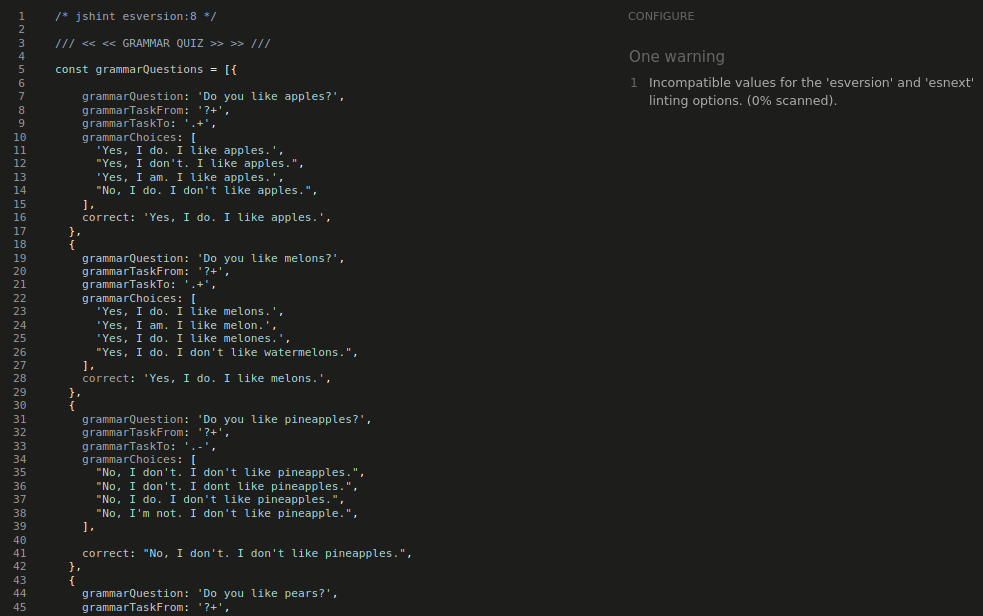 1 /* jshint esversion:8 */
2
3 /// << << GRAMMAR QUIZ >> >> ///
4
5 const grammarQuestions = [{
6
7 grammarQuestion: 'Do you like apples?',
8 grammarTaskFrom: '?+',
9 grammarTaskTo: '.+',
10 grammarChoices: [
11 'Yes, I do. I like apples.',
12 "Yes, I don't. I like apples.",
13 'Yes, I am. I like apples.',
14 "No, I do. I don't like apples.",
15 ],
16 correct: 'Yes, I do. I like apples.',
17 },
18 {
19 grammarQuestion: 'Do you like melons?',
20 grammarTaskFrom: '?+',
21 grammarTaskTo: '.+',
22 grammarChoices: [
23 'Yes, I do. I like melons.',
24 'Yes, I am. I like melon.',
25 'Yes, I do. I like melones.',
26 "Yes, I do. I don't like watermelons.",
27 ],
28 correct: 'Yes, I do. I like melons.',
29 },
30 {
31 grammarQuestion: 'Do you like pineapples?',
32 grammarTaskFrom: '?+',
33 grammarTaskTo: '.-',
34 grammarChoices: [
35 "No, I don't. I don't like pineapples.",
36 "No, I don't. I dont like pineapples.",
37 "No, I do. I don't like pineapples.",
38 "No, I'm not. I don't like pineapple.",
39 ],
40
41 correct: "No, I don't. I don't like pineapples.",
42 },
43 {
44 grammarQuestion: 'Do you like pears?',
45 grammarTaskFrom: '?+',
CONFIGURE
One warning
1 Incompatible values for the 'esversion' and 'esnext'
linting options. (0% scanned).